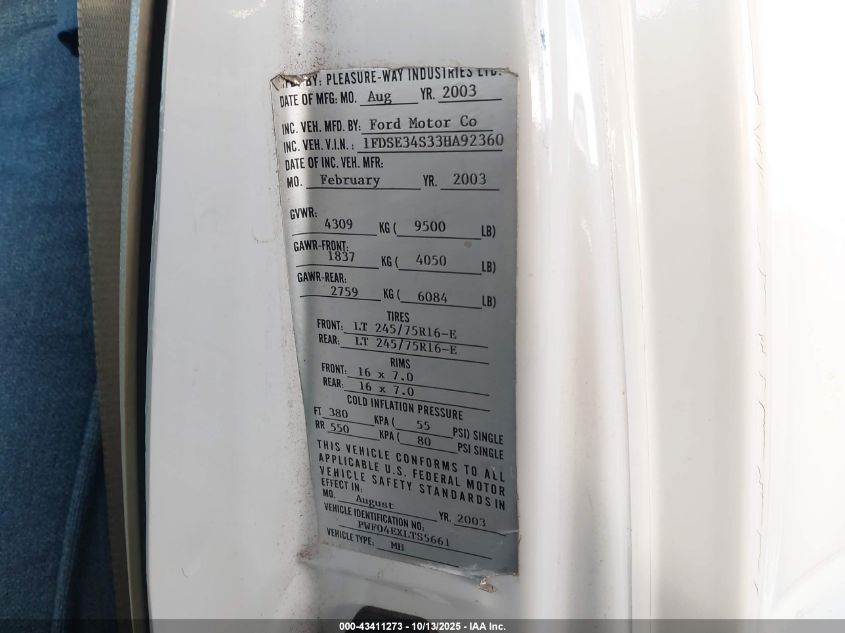 MFD. BY: PLEASURE-WAY INDUSTRIES LTD.
DATE OF MFG: MO. Aug YR. 2003
INC. VEH. MFD. BY: Ford Motor Co
INC. VEH. V.I.N.: 1FDSE34S33HA92360
DATE OF INC. VEH. MFR:
MO. February YR. 2003
GVWR:
4309 KG ( 9500 LB)
GAWR-FRONT:
1837 KG ( 4050 LB)
GAWR-REAR:
2759 KG ( 6084 LB)
TIRES
FRONT: LT 245/75R16-E
REAR: LT 245/75R16-E
RIMS
FRONT: 16 x 7.0
REAR: 16 x 7.0
COLD INFLATION PRESSURE
FT 380 KPA ( 55 PSI) SINGLE
RR 550 KPA ( 80 PSI SINGLE
THIS VEHICLE CONFORMS TO ALL
APPLICABLE U.S. FEDERAL MOTOR
VEHICLE SAFETY STANDARDS IN
EFFECT IN:
MO. August YR. 2003
VEHICLE IDENTIFICATION NO:
PWFO4EXLTS5661
VEHICLE TYPE: MH
000-43411273 - 10/13/2025 - IAA Inc.